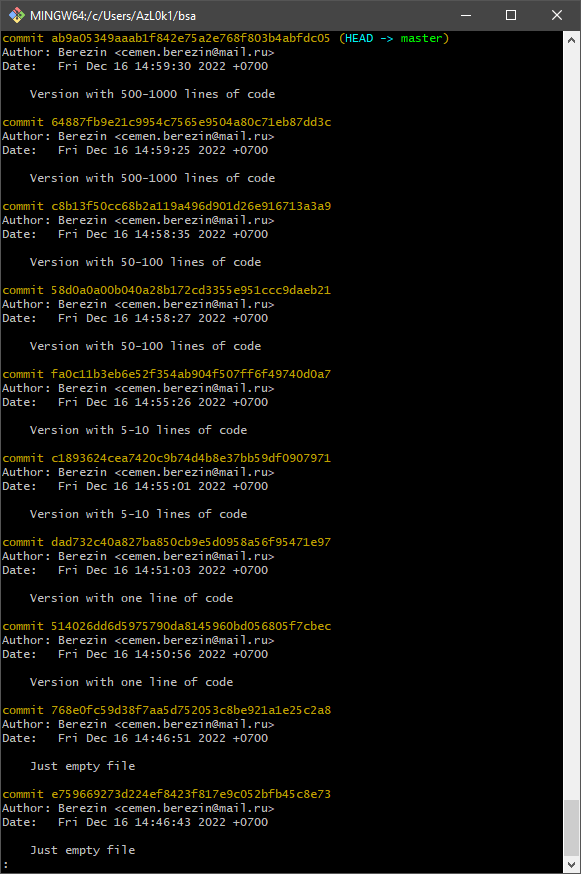 MINGW64:/c/Users/AzL0k1/bsa
commit ab9a05349aaab1f842e75a2e768f803b4abfdc05 (HEAD -> master)
Author: Berezin <cemen.berezin@mail.ru>
Date:   Fri Dec 16 14:59:30 2022 +0700
Version with 500-1000 lines of code
commit 64887fb9e21c9954c7565e9504a80c71eb87dd3c
Author: Berezin <cemen.berezin@mail.ru>
Date:   Fri Dec 16 14:59:25 2022 +0700
Version with 500-1000 lines of code
commit c8b13f50cc68b2a119a496d901d26e916713a3a9
Author: Berezin <cemen.berezin@mail.ru>
Date:   Fri Dec 16 14:58:35 2022 +0700
Version with 50-100 lines of code
commit 58d0a0a00b040a28b172cd3355e951ccc9daeb21
Author: Berezin <cemen.berezin@mail.ru>
Date:   Fri Dec 16 14:58:27 2022 +0700
Version with 50-100 lines of code
commit fa0c11b3eb6e52f354ab904f507ff6f49740d0a7
Author: Berezin <cemen.berezin@mail.ru>
Date:   Fri Dec 16 14:55:26 2022 +0700
Version with 5-10 lines of code
commit c1893624cea7420c9b74d4b8e37bb59df0907971
Author: Berezin <cemen.berezin@mail.ru>
Date:   Fri Dec 16 14:55:01 2022 +0700
Version with 5-10 lines of code
commit dad732c40a827ba850cb9e5d0958a56f95471e97
Author: Berezin <cemen.berezin@mail.ru>
Date:   Fri Dec 16 14:51:03 2022 +0700
Version with one line of code
commit 514026dd6d5975790da8145960bd056805f7cbec
Author: Berezin <cemen.berezin@mail.ru>
Date:   Fri Dec 16 14:50:56 2022 +0700
Version with one line of code
commit 768e0fc59d38f7aa5d752053c8be921a1e25c2a8
Author: Berezin <cemen.berezin@mail.ru>
Date:   Fri Dec 16 14:46:51 2022 +0700
Just empty file
commit e759669273d224ef8423f817e9c052bfb45c8e73
Author: Berezin <cemen.berezin@mail.ru>
Date:   Fri Dec 16 14:46:43 2022 +0700
Just empty file
: